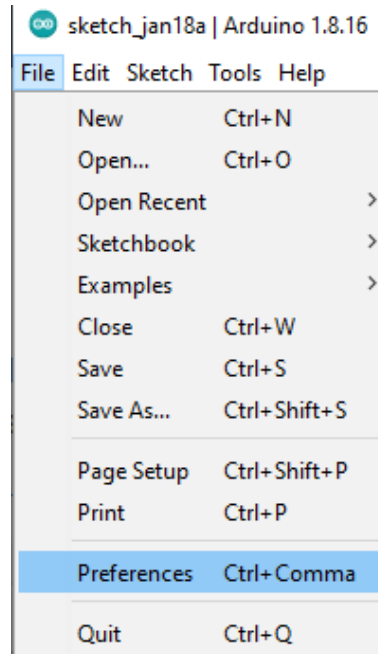 sketch_jan18a | Arduino 1.8.16
File Edit Sketch Tools Help
New Ctrl+N
Open... Ctrl+O
Open Recent
Sketchbook
Examples
Close Ctrl+W
Save Ctrl+S
Save As... Ctrl+Shift+S
Page Setup Ctrl+Shift+P
Print Ctrl+P
Preferences Ctrl+Comma
Quit Ctrl+Q